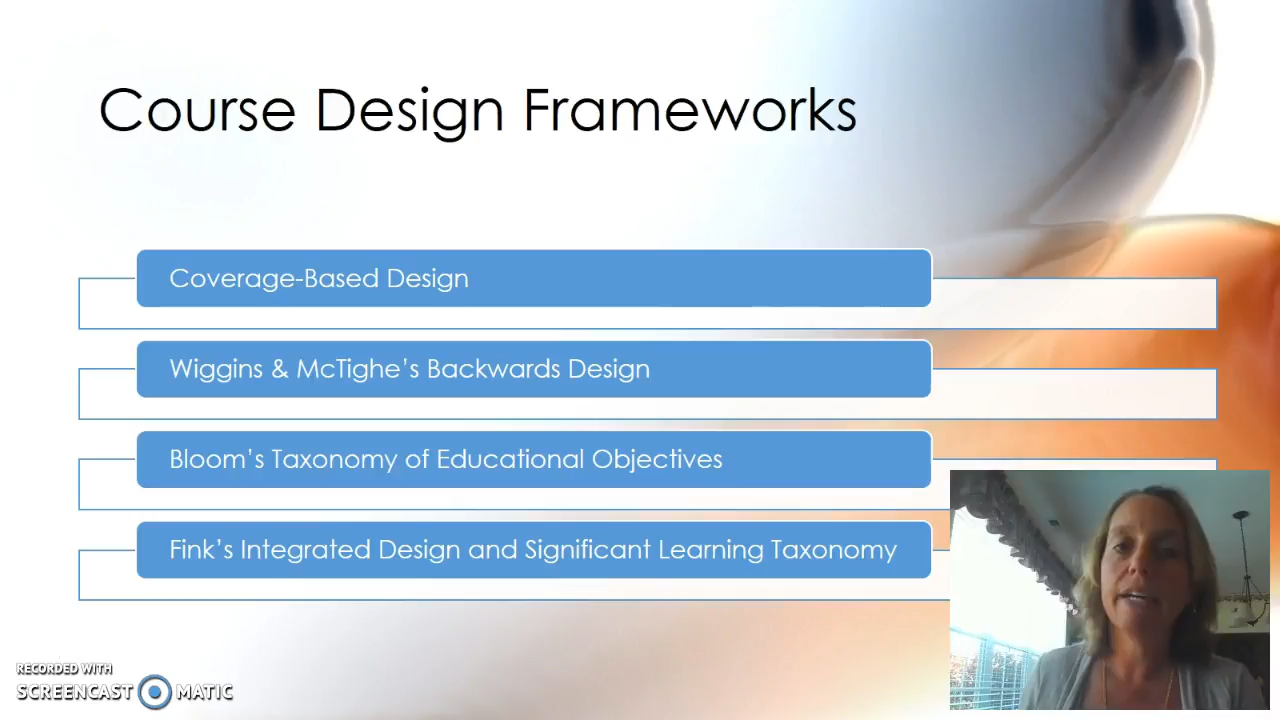 Course Design Frameworks
Coverage-Based Design
Wiggins & McTighe’s Backwards Design
Bloom’s Taxonomy of Educational Objectives
Fink’s Integrated Design and Significant Learning Taxonomy
RECORDED WITH
SCREENCAST MATIC